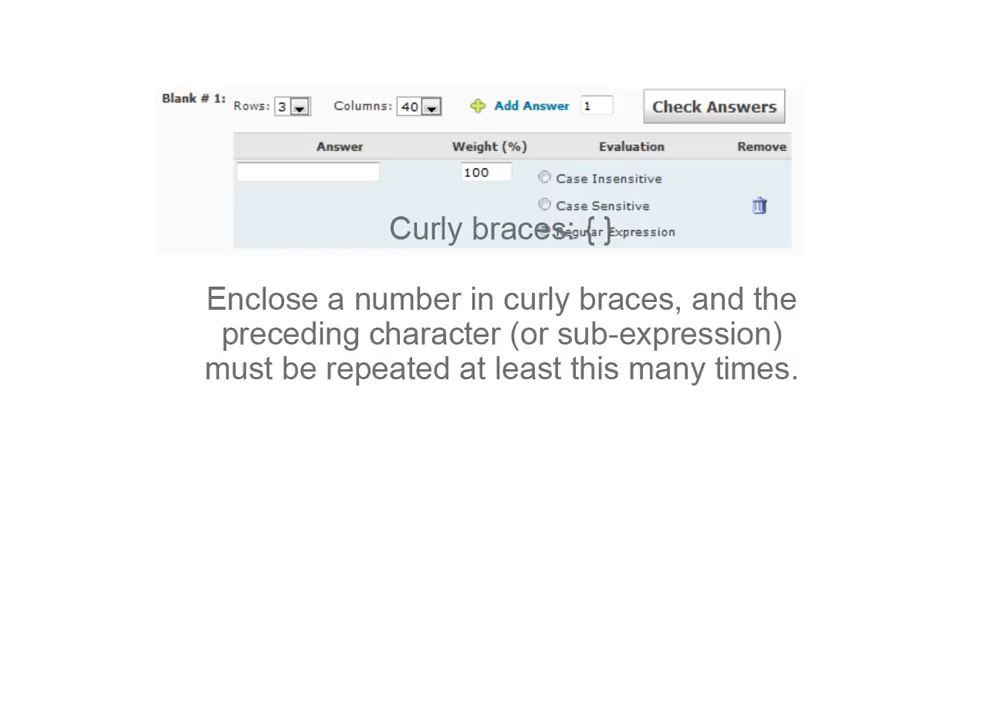 Blank # 1: Rows: 3 Columns: 40 Add Answer 1 Check Answers
Answer Weight (%) Evaluation Remove
100 Case Insensitive
Case Sensitive
Curly braces: { }
Regular Expression
Enclose a number in curly braces, and the
preceding character (or sub-expression)
must be repeated at least this many times.